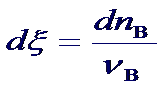 dξ = dn_B / ν_B